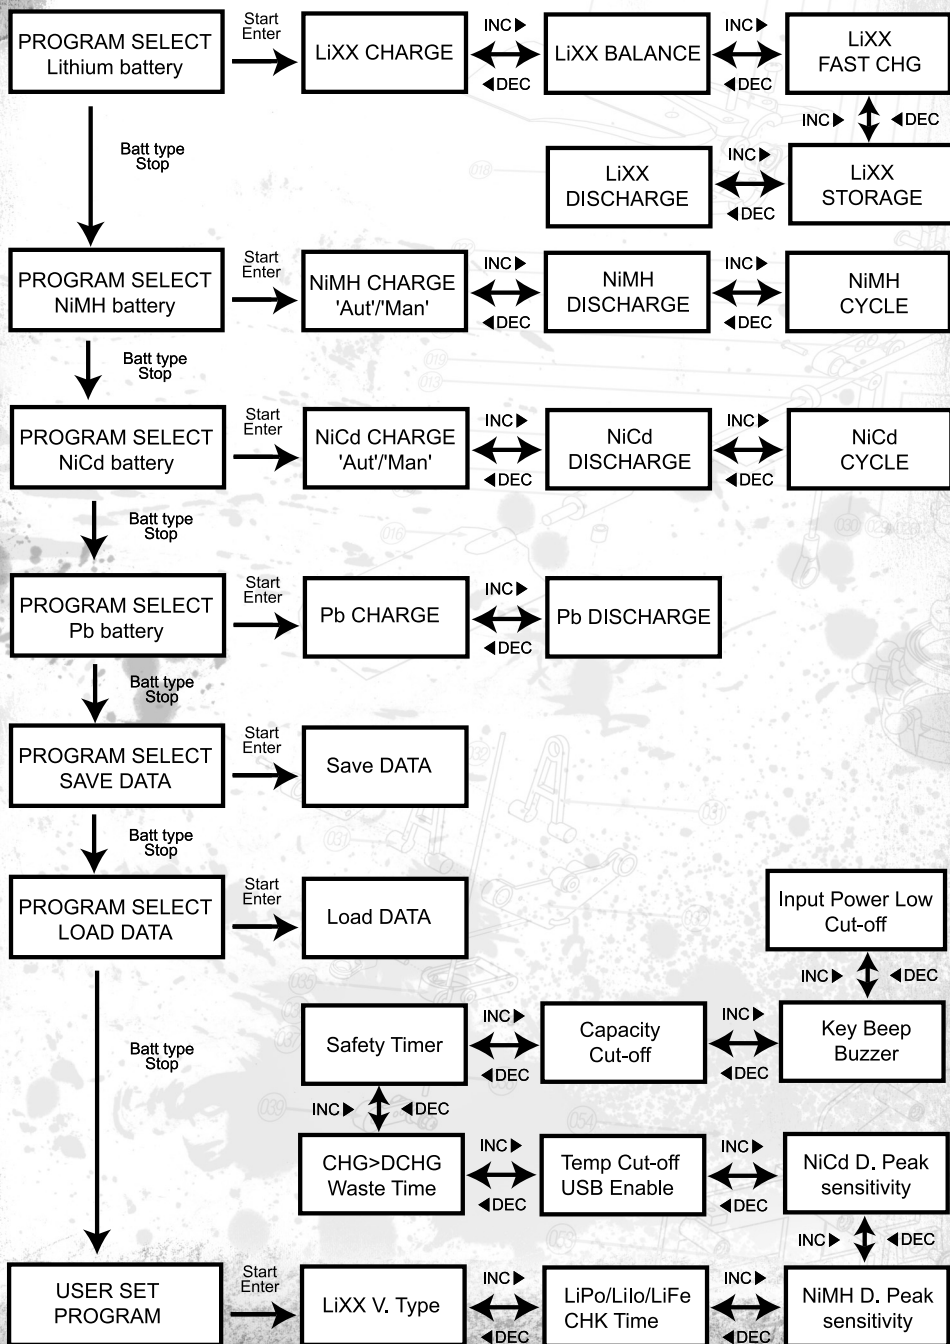 PROGRAM SELECT
Lithium battery
Start
Enter
LiXX CHARGE
INC▶
◀DEC
LiXX BALANCE
INC▶
◀DEC
LiXX
FAST CHG
INC▶ ◀DEC
Batt type
Stop
LiXX
DISCHARGE
INC▶
◀DEC
LiXX
STORAGE
PROGRAM SELECT
NiMH battery
Start
Enter
NiMH CHARGE
'Aut'/'Man'
INC▶
◀DEC
NiMH
DISCHARGE
INC▶
◀DEC
NiMH
CYCLE
Batt type
Stop
PROGRAM SELECT
NiCd battery
Start
Enter
NiCd CHARGE
'Aut'/'Man'
INC▶
◀DEC
NiCd
DISCHARGE
INC▶
◀DEC
NiCd
CYCLE
Batt type
Stop
PROGRAM SELECT
Pb battery
Start
Enter
Pb CHARGE
INC▶
◀DEC
Pb DISCHARGE
Batt type
Stop
PROGRAM SELECT
SAVE DATA
Start
Enter
Save DATA
Batt type
Stop
PROGRAM SELECT
LOAD DATA
Start
Enter
Load DATA
Input Power Low
Cut-off
INC▶ ◀DEC
Batt type
Stop
Safety Timer
INC▶
◀DEC
Capacity
Cut-off
INC▶
◀DEC
Key Beep
Buzzer
INC▶ ◀DEC
CHG>DCHG
Waste Time
INC▶
◀DEC
Temp Cut-off
USB Enable
INC▶
◀DEC
NiCd D. Peak
sensitivity
INC▶ ◀DEC
USER SET
PROGRAM
Start
Enter
LiXX V. Type
INC▶
◀DEC
LiPo/LiIo/LiFe
CHK Time
INC▶
◀DEC
NiMH D. Peak
sensitivity